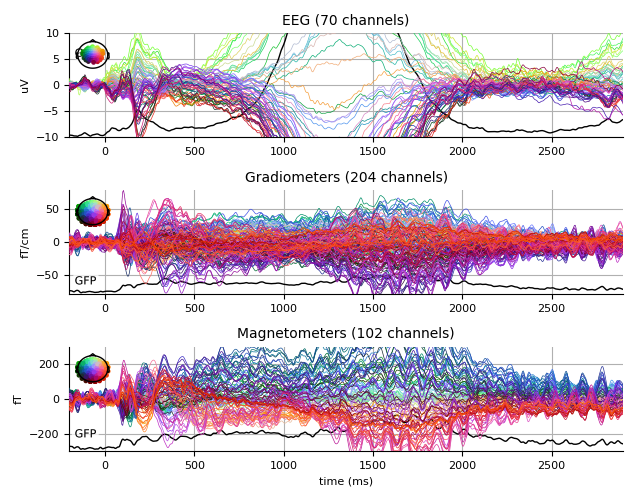 EEG (70 channels)
10
5
0
−5
−10
uV
0 500 1000 1500 2000 2500
Gradiometers (204 channels)
50
0
−50
fT/cm
GFP
0 500 1000 1500 2000 2500
Magnetometers (102 channels)
200
0
−200
fT
GFP
0 500 1000 1500 2000 2500
time (ms)